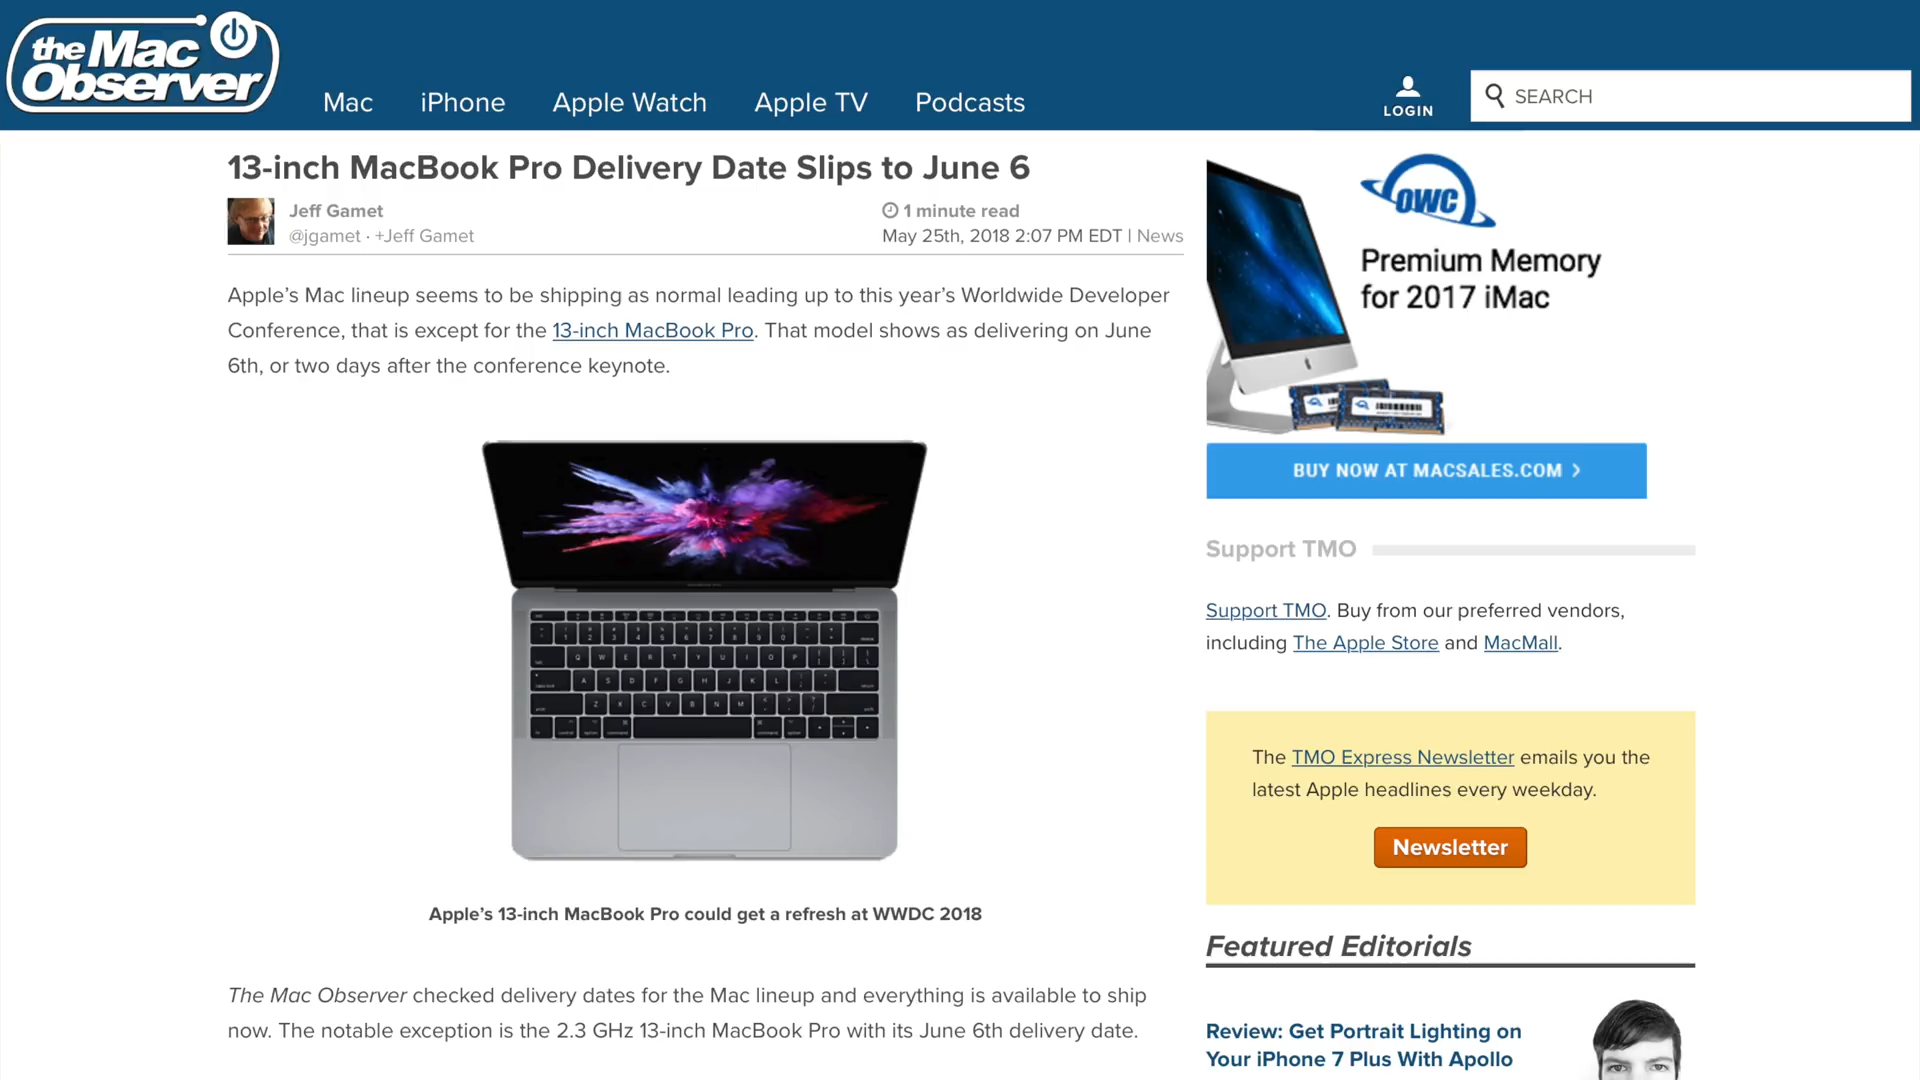 the Mac
Observer
Mac
iPhone
Apple Watch
Apple TV
Podcasts
LOGIN
SEARCH
13-inch MacBook Pro Delivery Date Slips to June 6
Jeff Gamet
@jgamet · +Jeff Gamet
1 minute read
May 25th, 2018 2:07 PM EDT | News
Apple’s Mac lineup seems to be shipping as normal leading up to this year’s Worldwide Developer
Conference, that is except for the 13-inch MacBook Pro. That model shows as delivering on June
6th, or two days after the conference keynote.
Apple’s 13-inch MacBook Pro could get a refresh at WWDC 2018
The Mac Observer checked delivery dates for the Mac lineup and everything is available to ship
now. The notable exception is the 2.3 GHz 13-inch MacBook Pro with its June 6th delivery date.
OWC
Premium Memory
for 2017 iMac
BUY NOW AT MACSALES.COM >
Support TMO
Support TMO. Buy from our preferred vendors,
including The Apple Store and MacMall.
The TMO Express Newsletter emails you the
latest Apple headlines every weekday.
Newsletter
Featured Editorials
Review: Get Portrait Lighting on
Your iPhone 7 Plus With Apollo